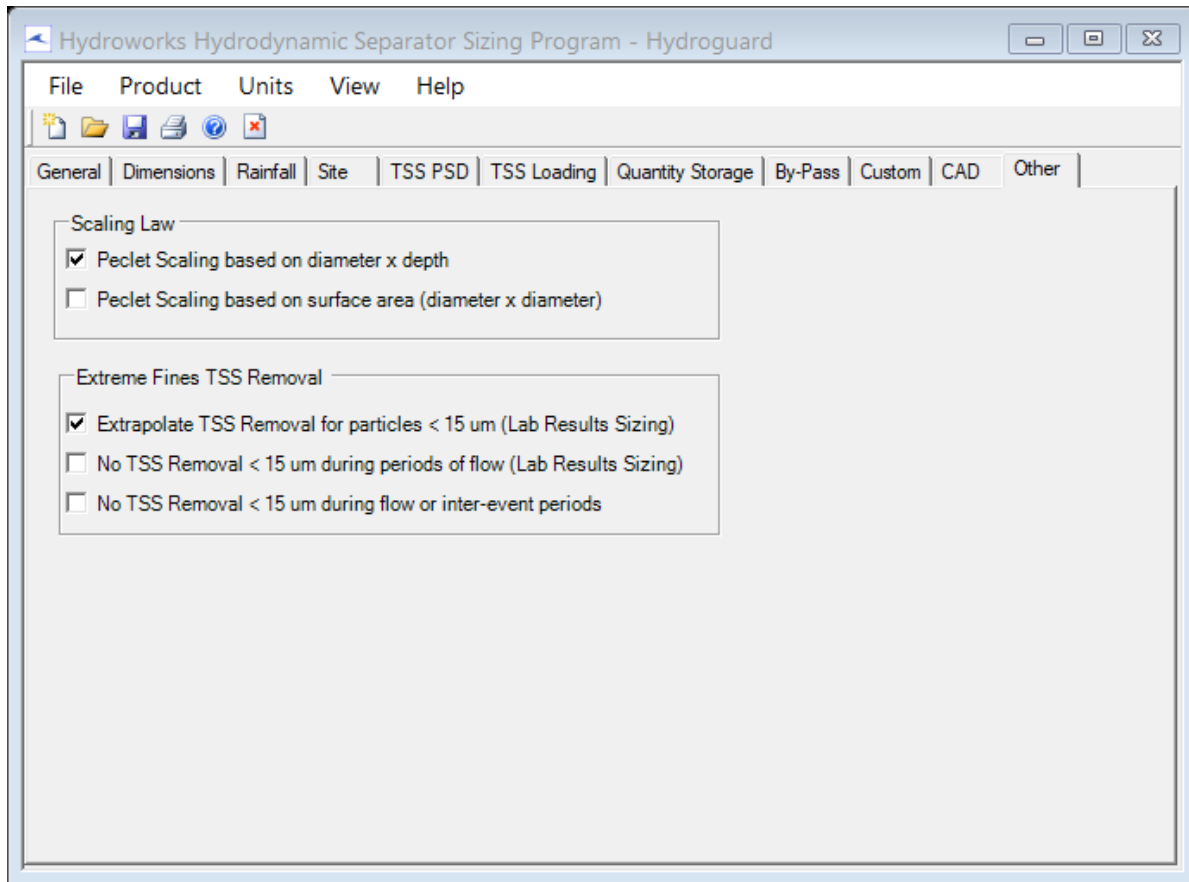 Hydroworks Hydrodynamic Separator Sizing Program - Hydroguard
File Product Units View Help
General Dimensions Rainfall Site TSS PSD TSS Loading Quantity Storage By-Pass Custom CAD Other
Scaling Law
Peclet Scaling based on diameter x depth
Peclet Scaling based on surface area (diameter x diameter)
Extreme Fines TSS Removal
Extrapolate TSS Removal for particles < 15 um (Lab Results Sizing)
No TSS Removal < 15 um during periods of flow (Lab Results Sizing)
No TSS Removal < 15 um during flow or inter-event periods